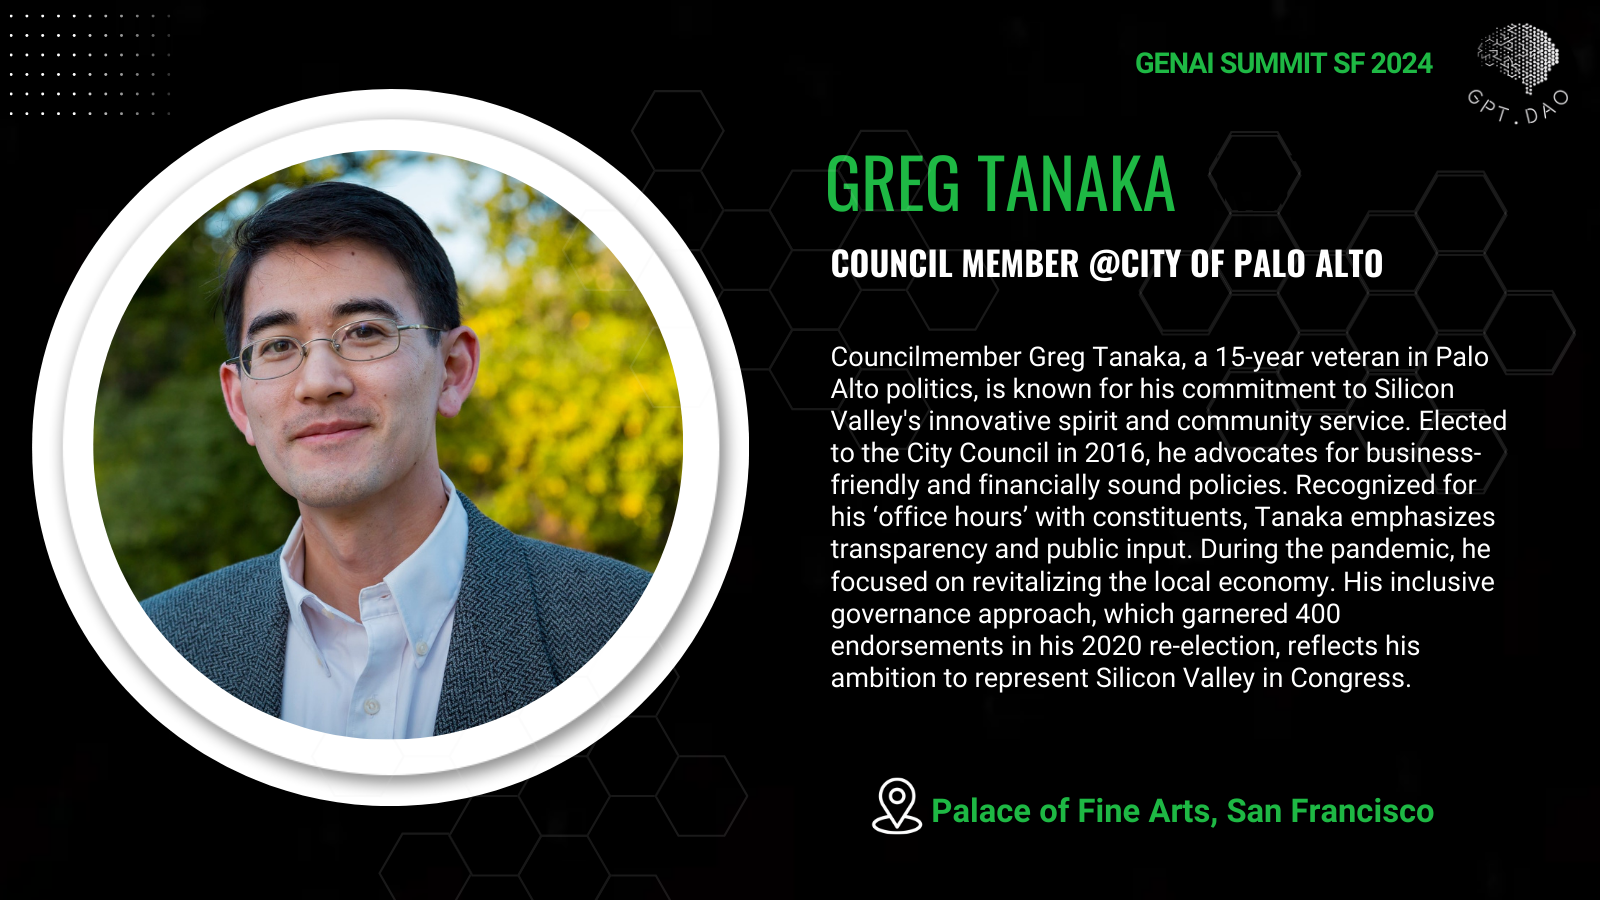 GENAI SUMMIT SF 2024
GPT.DAO
GREG TANAKA
COUNCIL MEMBER @CITY OF PALO ALTO
Councilmember Greg Tanaka, a 15-year veteran in Palo
Alto politics, is known for his commitment to Silicon
Valley's innovative spirit and community service. Elected
to the City Council in 2016, he advocates for business-
friendly and financially sound policies. Recognized for
his ‘office hours’ with constituents, Tanaka emphasizes
transparency and public input. During the pandemic, he
focused on revitalizing the local economy. His inclusive
governance approach, which garnered 400
endorsements in his 2020 re-election, reflects his
ambition to represent Silicon Valley in Congress.
Palace of Fine Arts, San Francisco